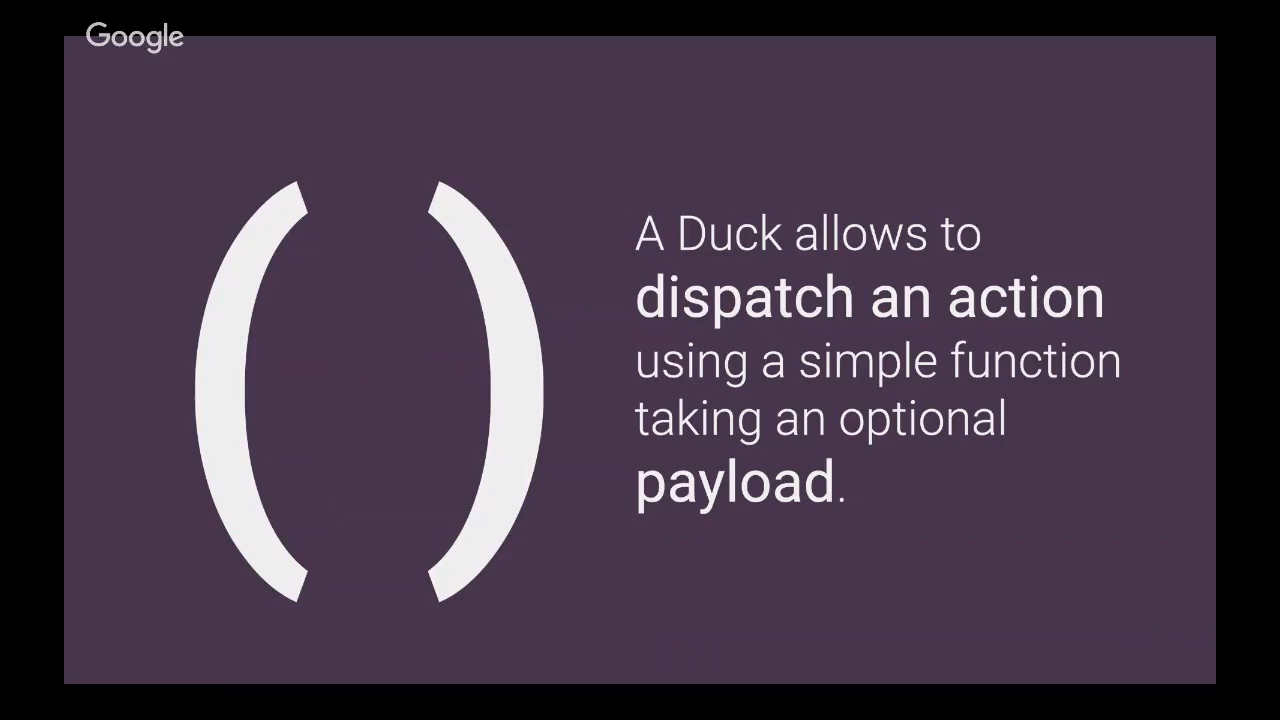 Google
( )
A Duck allows to
dispatch an action
using a simple function
taking an optional
payload.